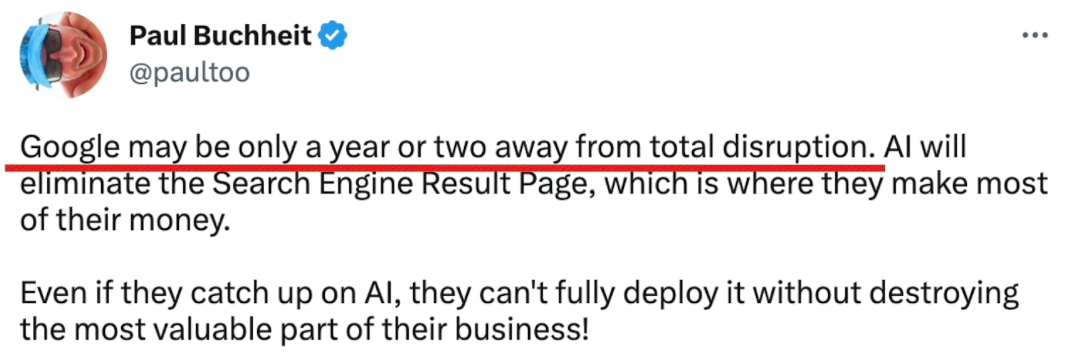 Paul Buchheit
@paultoo
Google may be only a year or two away from total disruption. AI will
eliminate the Search Engine Result Page, which is where they make most
of their money.
Even if they catch up on AI, they can't fully deploy it without destroying
the most valuable part of their business!